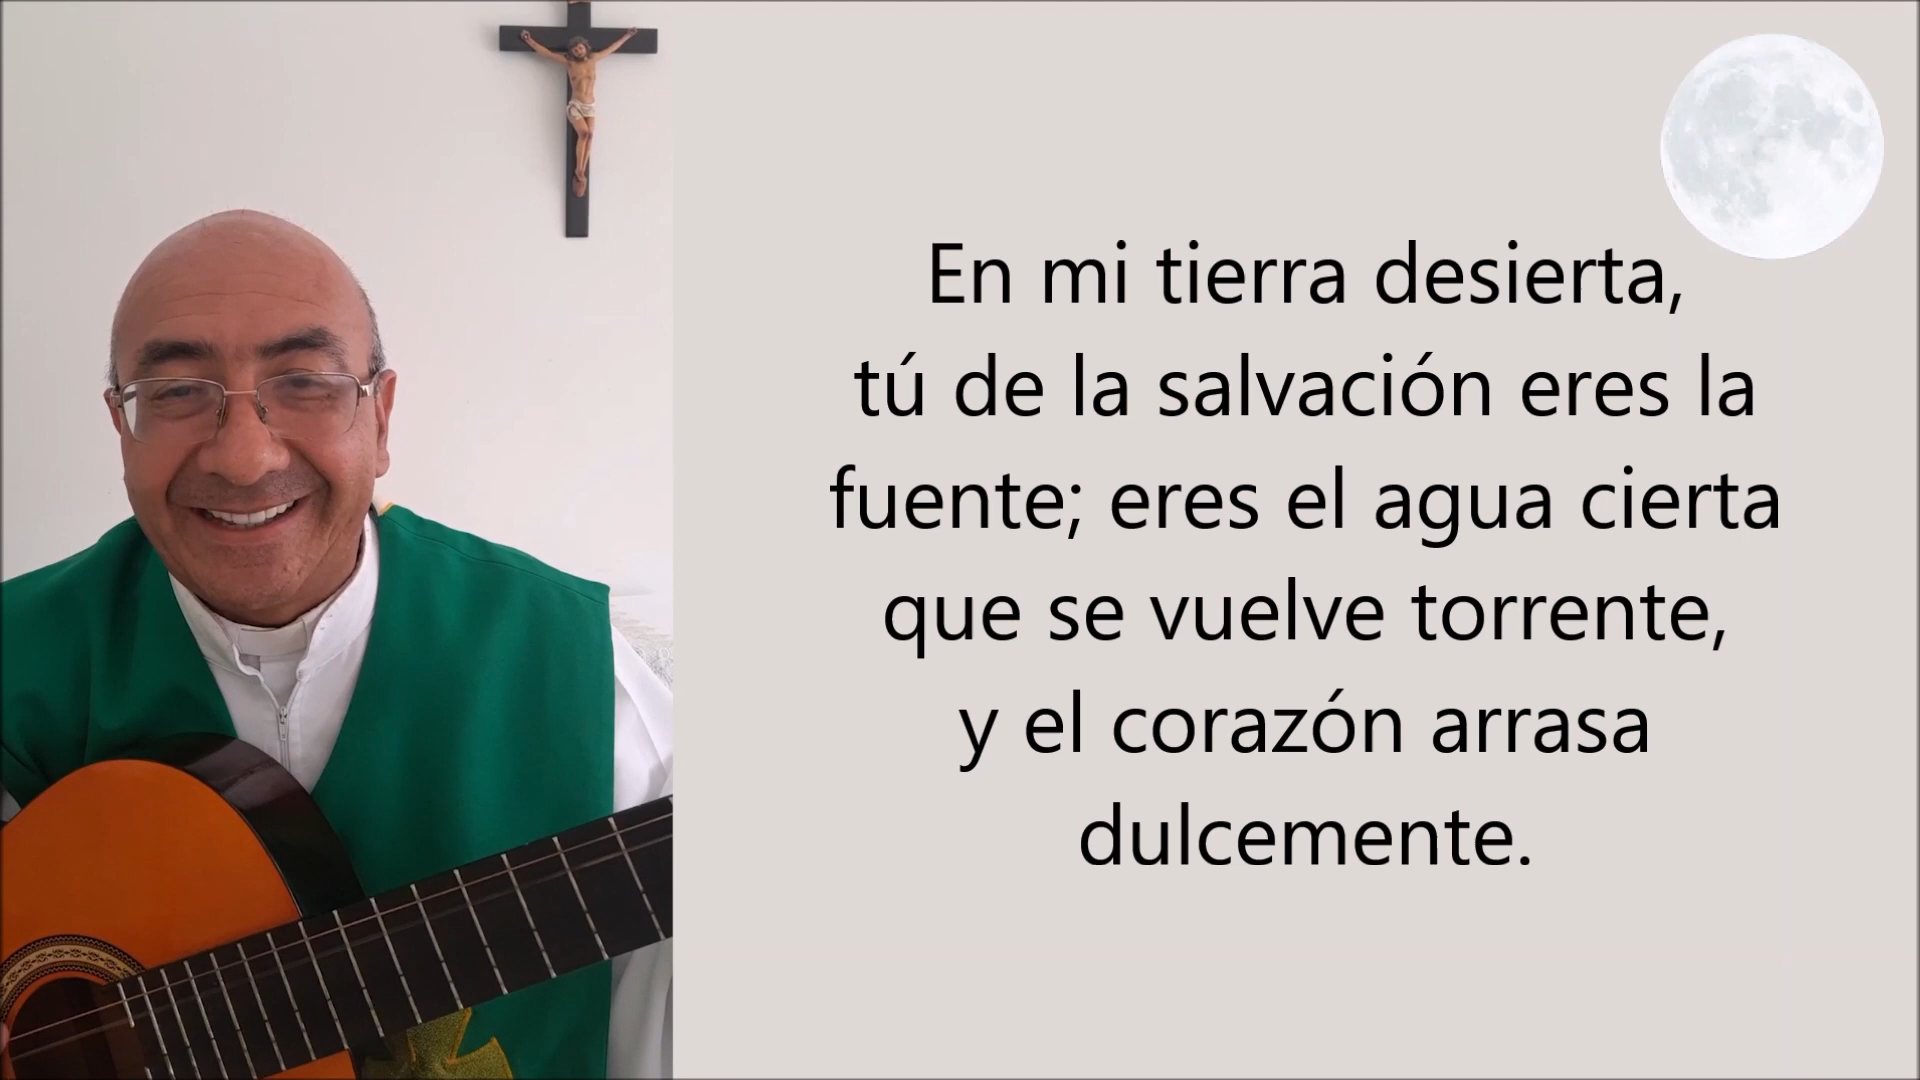 En mi tierra desierta,
tú de la salvación eres la
fuente; eres el agua cierta
que se vuelve torrente,
y el corazón arrasa
dulcemente.